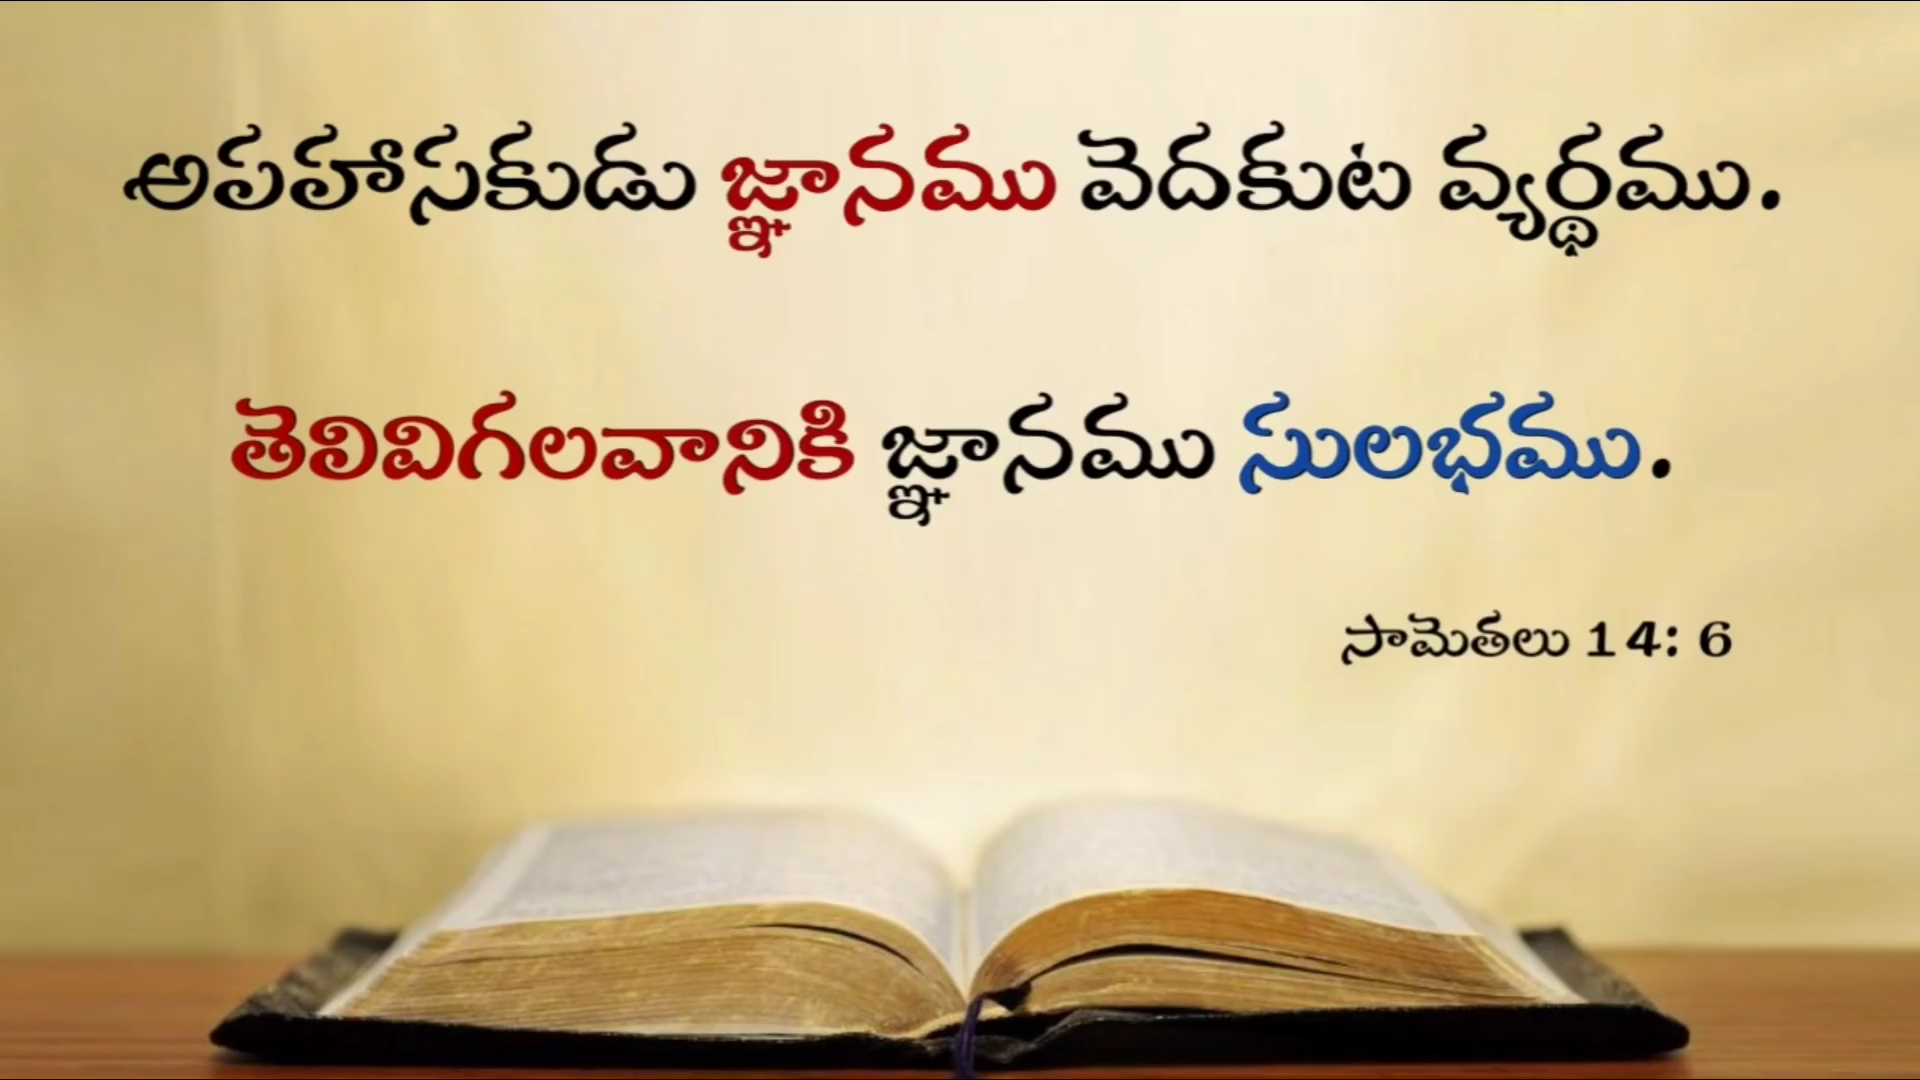 అపహాసకుడు జ్ఞానము వెదకుట వ్యర్థము.
తెలివిగలవానికి జ్ఞానము సులభము.
సామెతలు 14: 6